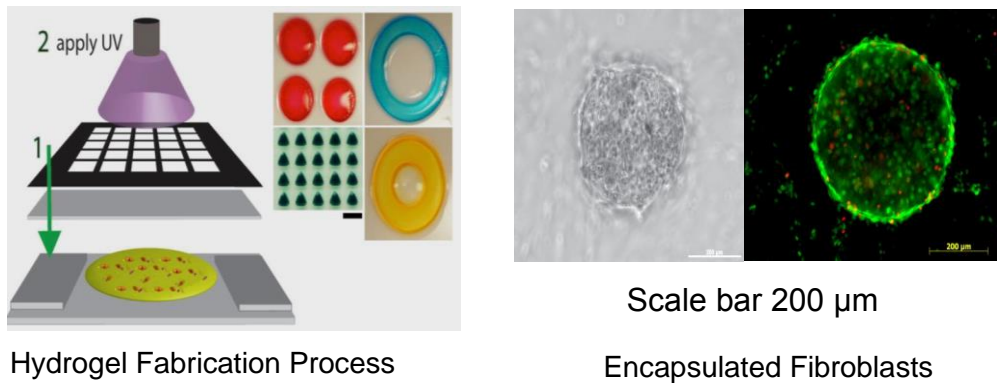 2 apply UV
1
200 µm
Scale bar 200 µm
Hydrogel Fabrication Process
Encapsulated Fibroblasts